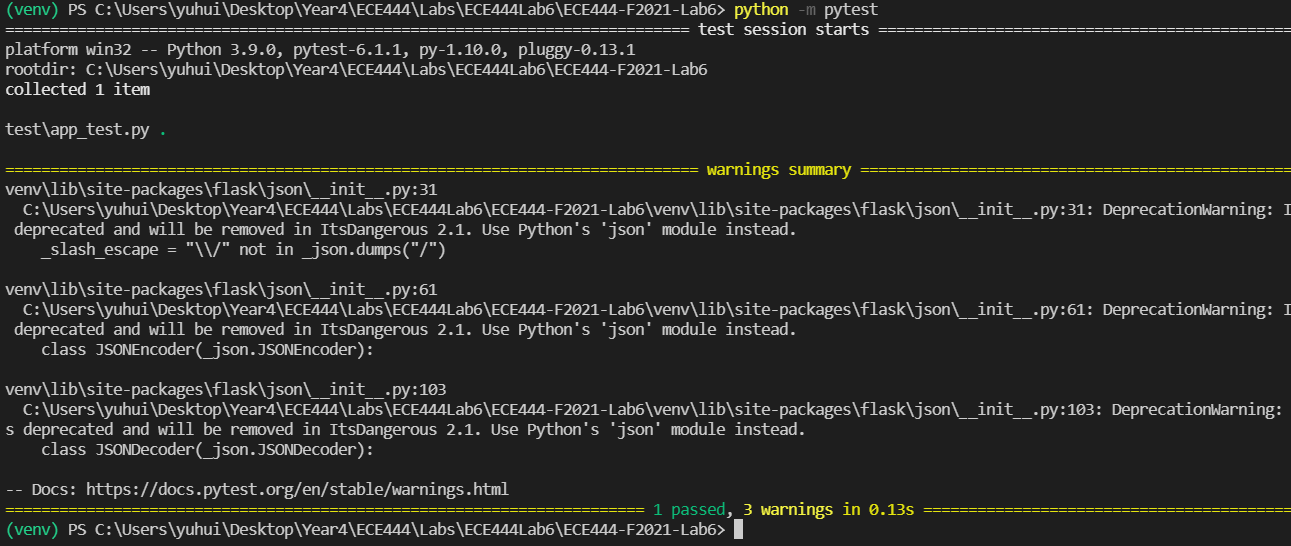 (venv) PS C:\Users\yuhui\Desktop\Year4\ECE444\Labs\ECE444Lab6\ECE444-F2021-Lab6> python -m pytest
============================================================================ test session starts ==============================================
platform win32 -- Python 3.9.0, pytest-6.1.1, py-1.10.0, pluggy-0.13.1
rootdir: C:\Users\yuhui\Desktop\Year4\ECE444\Labs\ECE444Lab6\ECE444-F2021-Lab6
collected 1 item
test\app_test.py .
============================================================================= warnings summary ================================================
venv\lib\site-packages\flask\json\__init__.py:31
C:\Users\yuhui\Desktop\Year4\ECE444\Labs\ECE444Lab6\ECE444-F2021-Lab6\venv\lib\site-packages\flask\json\__init__.py:31: DeprecationWarning: I
deprecated and will be removed in ItsDangerous 2.1. Use Python's 'json' module instead.
_slash_escape = "\\/" not in _json.dumps("/")
venv\lib\site-packages\flask\json\__init__.py:61
C:\Users\yuhui\Desktop\Year4\ECE444\Labs\ECE444Lab6\ECE444-F2021-Lab6\venv\lib\site-packages\flask\json\__init__.py:61: DeprecationWarning: I
deprecated and will be removed in ItsDangerous 2.1. Use Python's 'json' module instead.
class JSONEncoder(_json.JSONEncoder):
venv\lib\site-packages\flask\json\__init__.py:103
C:\Users\yuhui\Desktop\Year4\ECE444\Labs\ECE444Lab6\ECE444-F2021-Lab6\venv\lib\site-packages\flask\json\__init__.py:103: DeprecationWarning:
s deprecated and will be removed in ItsDangerous 2.1. Use Python's 'json' module instead.
class JSONDecoder(_json.JSONDecoder):
-- Docs: https://docs.pytest.org/en/stable/warnings.html
======================================================================= 1 passed, 3 warnings in 0.13s =========================================
(venv) PS C:\Users\yuhui\Desktop\Year4\ECE444\Labs\ECE444Lab6\ECE444-F2021-Lab6>